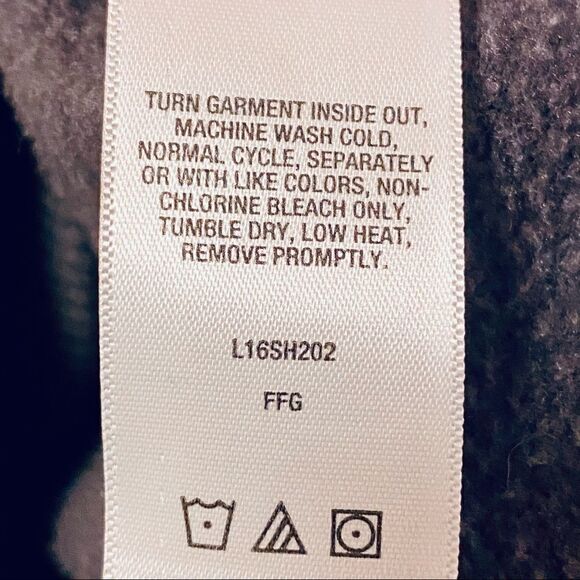 TURN GARMENT INSIDE OUT,
MACHINE WASH COLD,
NORMAL CYCLE, SEPARATELY
OR WITH LIKE COLORS, NON-
CHLORINE BLEACH ONLY,
TUMBLE DRY, LOW HEAT,
REMOVE PROMPTLY.
L16SH202
FFG